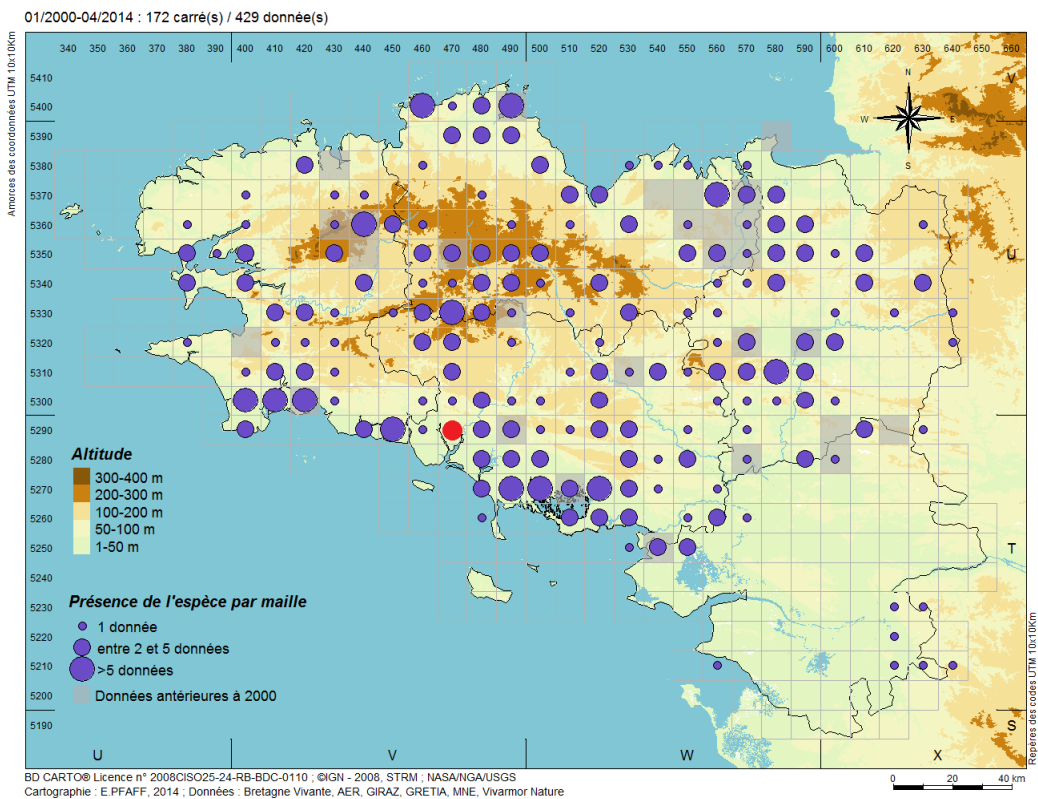 01/2000-04/2014 : 172 carré(s) / 429 donnée(s)
340 350 360 370 380 390 400 410 420 430 440 450 460 470 480 490 500 510 520 530 540 550 560 570 580 590 600 610 620 630 640 650 660
Amorces des coordonnées UTM 10x10Km
5410
5400
5390
5380
5370
5360
5350
5340
5330
5320
5310
5300
5290
5280
5270
5260
5250
5240
5230
5220
5210
5200
5190
N
W E
S
V
U
T
S
Altitude
300-400 m
200-300 m
100-200 m
50-100 m
1-50 m
Présence de l'espèce par maille
1 donnée
entre 2 et 5 données
>5 données
Données antérieures à 2000
U V W X
Repères des codes UTM 10x10Km
BD CARTO® Licence n° 2008CISO25-24-RB-BDC-0110 ; ©IGN - 2008, STRM ; NASA/NGA/USGS
Cartographie : E.PFAFF, 2014 ; Données : Bretagne Vivante, AER, GIRAZ, GRETIA, MNE, Vivarmor Nature
0 20 40 km